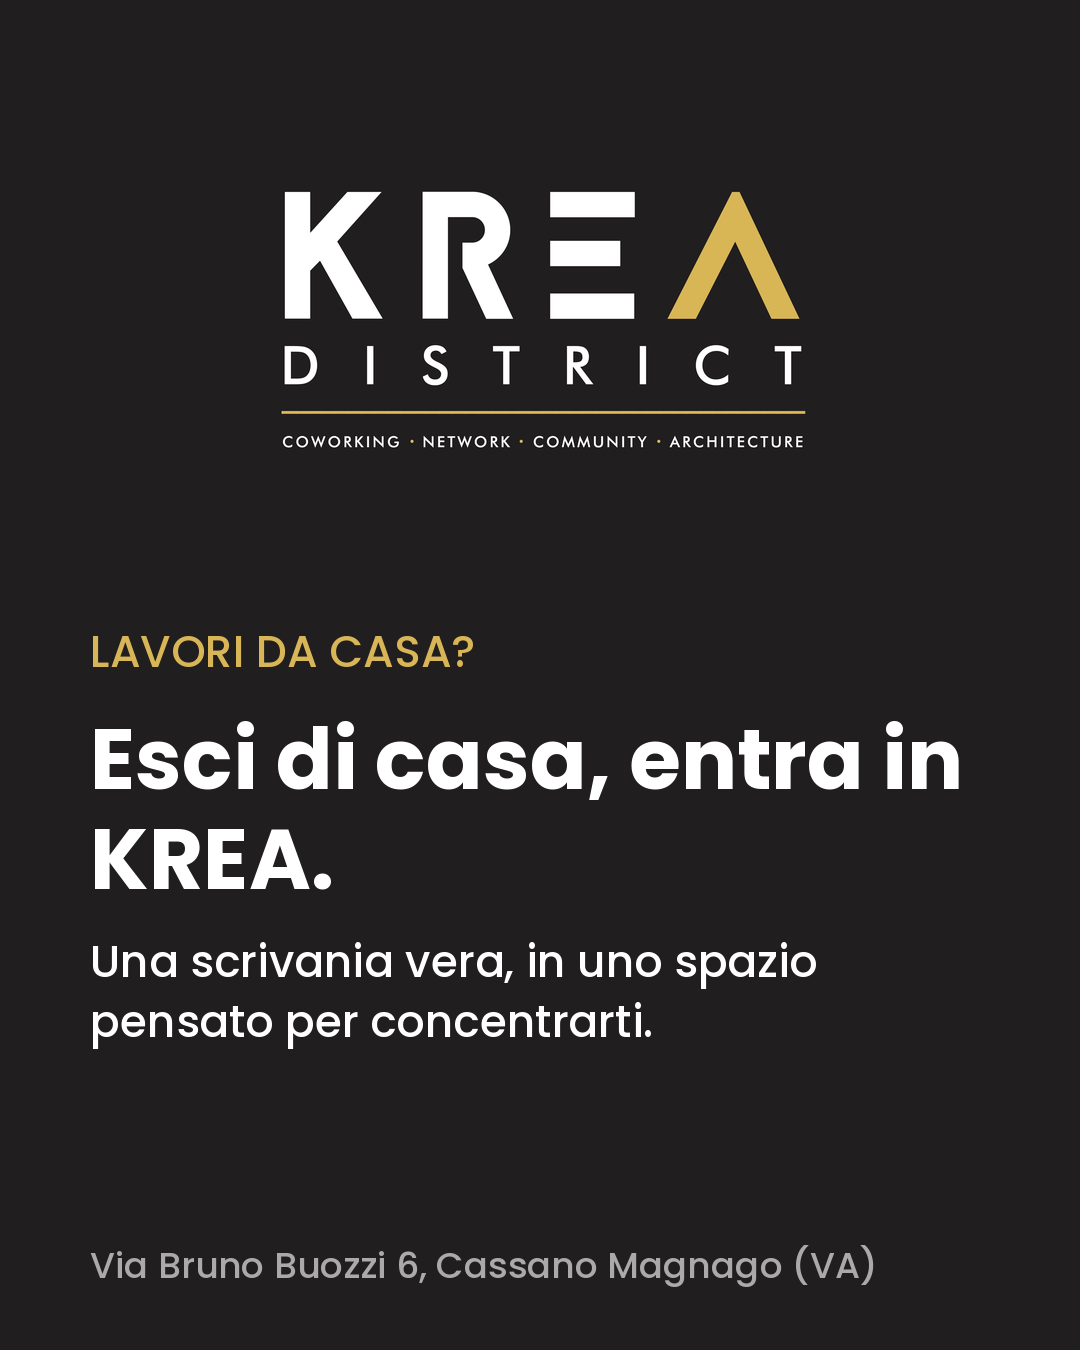 KREA
DISTRICT
COWORKING · NETWORK · COMMUNITY · ARCHITECTURE
LAVORI DA CASA?
Esci di casa, entra in
KREA.
Una scrivania vera, in uno spazio
pensato per concentrarti.
Via Bruno Buozzi 6, Cassano Magnago (VA)